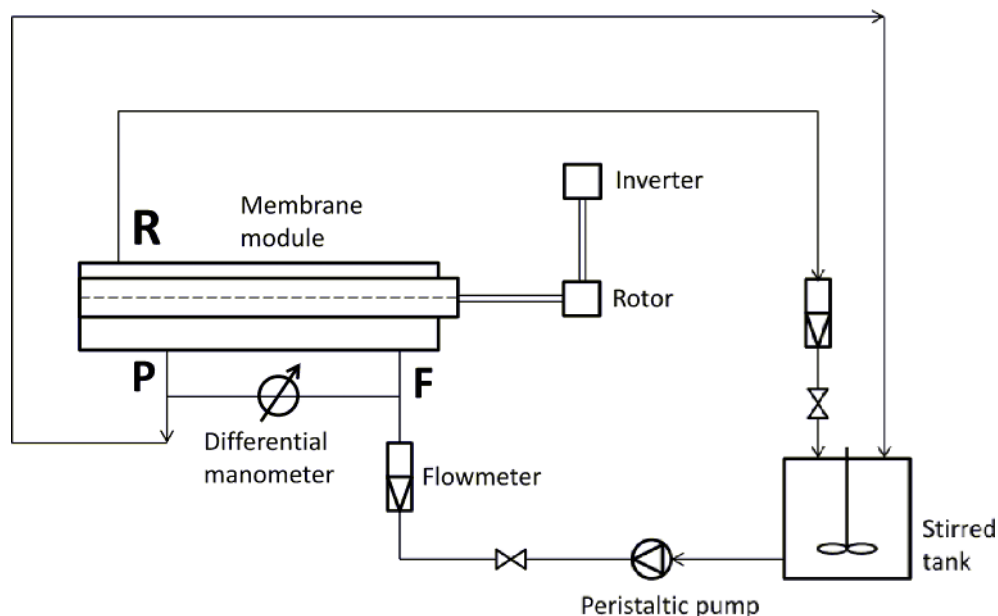 Inverter
Membrane
module
R
Rotor
P
F
Differential
manometer
Flowmeter
Stirred
tank
Peristaltic pump